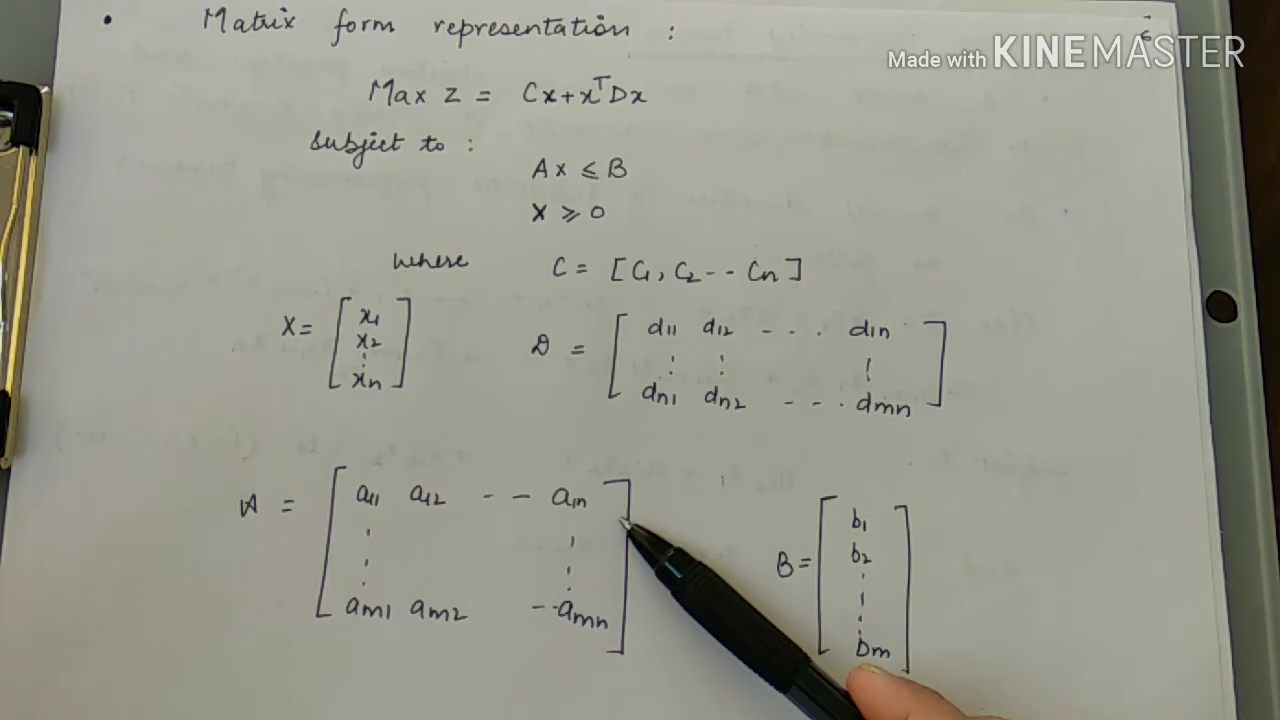 Made with KINEMASTER
• Matrix form representation :
Max z = Cx+x^T Dx
Subject to :
Ax ≤ B
X ≥ 0
where C = [C1, C2 -- Cn]
X = [x1 x2 ⋮ xn] D = [d11 d12 - - . d1n ⋮ ⋮ ⋮ dn1 dn2 - - . dmn]
A = [a11 a12 - - a1n ⋮ ⋮ am1 am2 -- amn] B = [b1 b2 ⋮ bm]